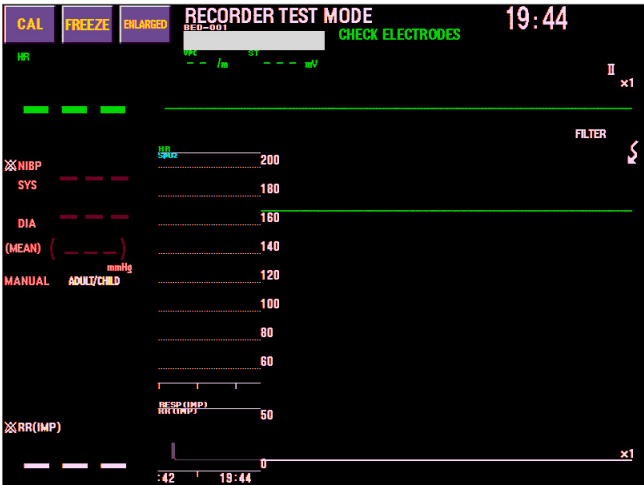 CAL FREEZE ENLARGED RECORDER TEST MODE 19:44
BED-001
CHECK ELECTRODES
HR VPC ST
-- /m --- mV
II
×1
---
FILTER
HR
SPO2
200
NIBP
SYS ---
180
DIA ---
160
(MEAN) (---)
140
mmHg
MANUAL ADULT/CHILD
120
100
80
60
RESP(IMP)
RR(IMP)
50
RR(IMP)
×1
---
0
:42 19:44